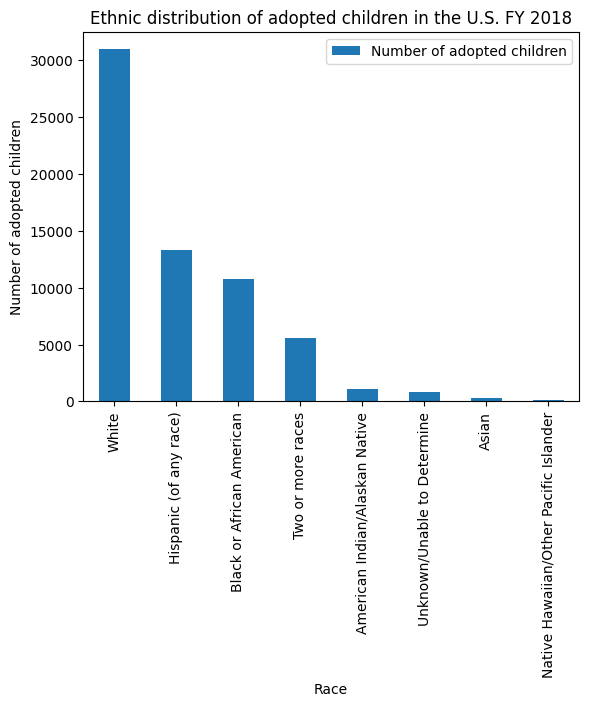 Ethnic distribution of adopted children in the U.S. FY 2018
Number of adopted children
Number of adopted children
30000
25000
20000
15000
10000
5000
0
White
Hispanic (of any race)
Black or African American
Two or more races
American Indian/Alaskan Native
Unknown/Unable to Determine
Asian
Native Hawaiian/Other Pacific Islander
Race